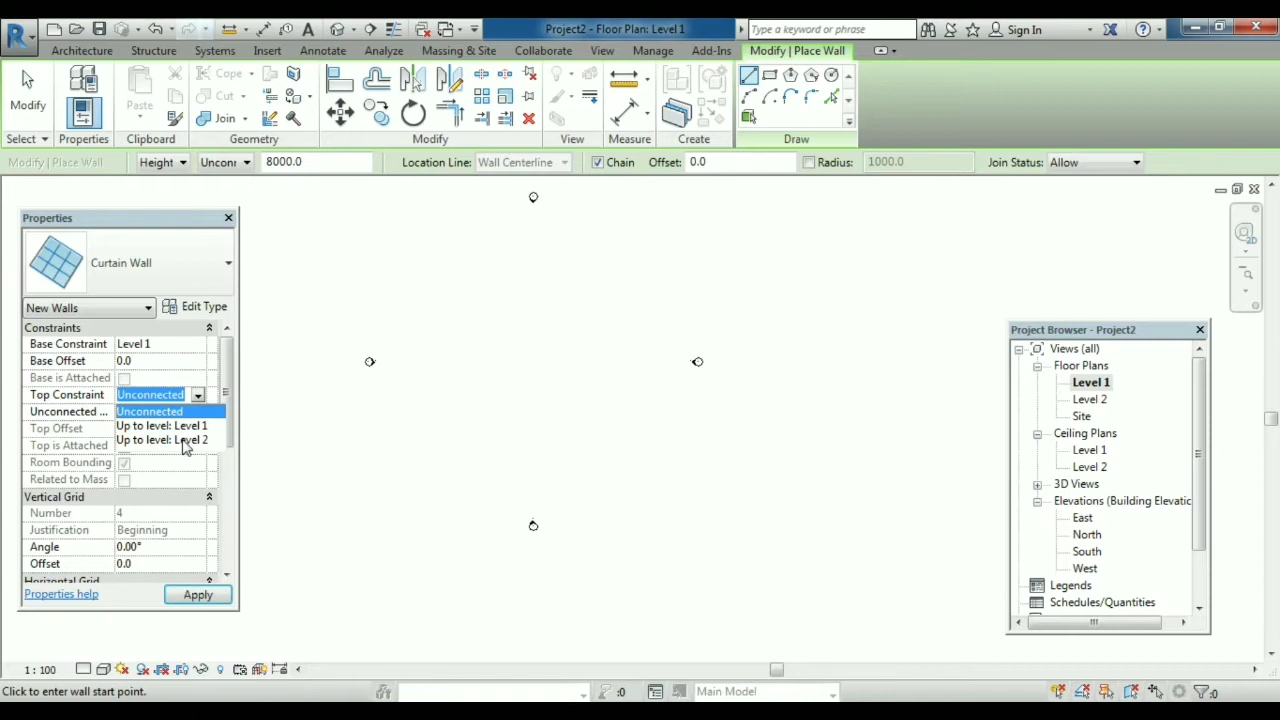 Project2 - Floor Plan: Level 1
Type a keyword or phrase
Sign In
Architecture Structure Systems Insert Annotate Analyze Massing & Site Collaborate View Manage Add-Ins Modify | Place Wall
Modify
Cope
Cut
Paste
Join
Select Properties Clipboard Geometry Modify View Measure Create Draw
Modify | Place Wall Height Unconr 8000.0 Location Line: Wall Centerline Chain Offset: 0.0 Radius: 1000.0 Join Status: Allow
Properties
Curtain Wall
New Walls Edit Type
Constraints
Base Constraint Level 1
Base Offset 0.0
Base is Attached
Top Constraint Unconnected
Unconnected ... Unconnected
Up to level: Level 1
Top Offset
Up to level: Level 2
Top is Attached
Room Bounding
Related to Mass
Vertical Grid
Number 4
Justification Beginning
Angle 0.00°
Offset 0.0
Horizontal Grid
Properties help Apply
2D
Project Browser - Project2
Views (all)
Floor Plans
Level 1
Level 2
Site
Ceiling Plans
Level 1
Level 2
3D Views
Elevations (Building Elevatic
East
North
South
West
Legends
Schedules/Quantities
1 : 100
Click to enter wall start point. :0 Main Model :0